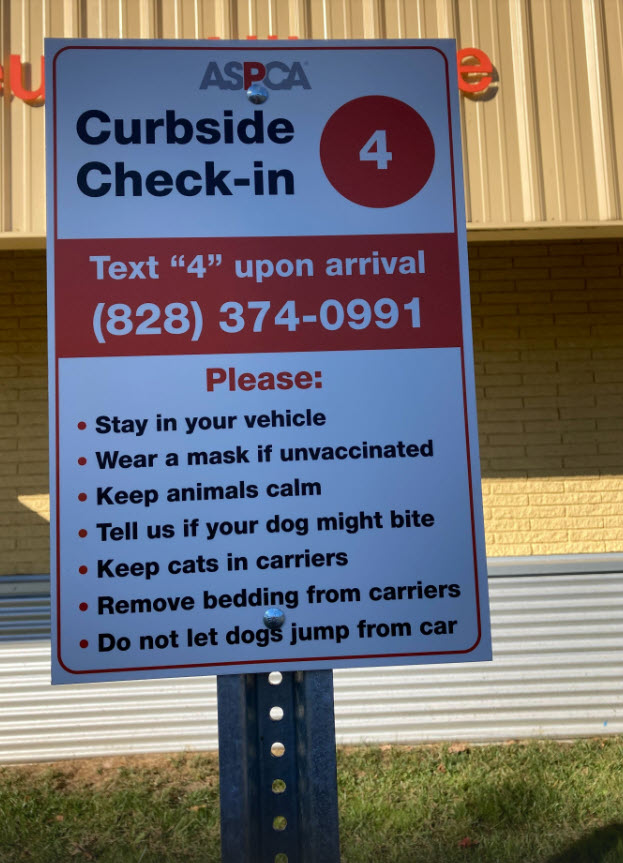 ASPCA
Curbside
Check-in
4
Text “4” upon arrival
(828) 374-0991
Please:
• Stay in your vehicle
• Wear a mask if unvaccinated
• Keep animals calm
• Tell us if your dog might bite
• Keep cats in carriers
• Remove bedding from carriers
• Do not let dogs jump from car